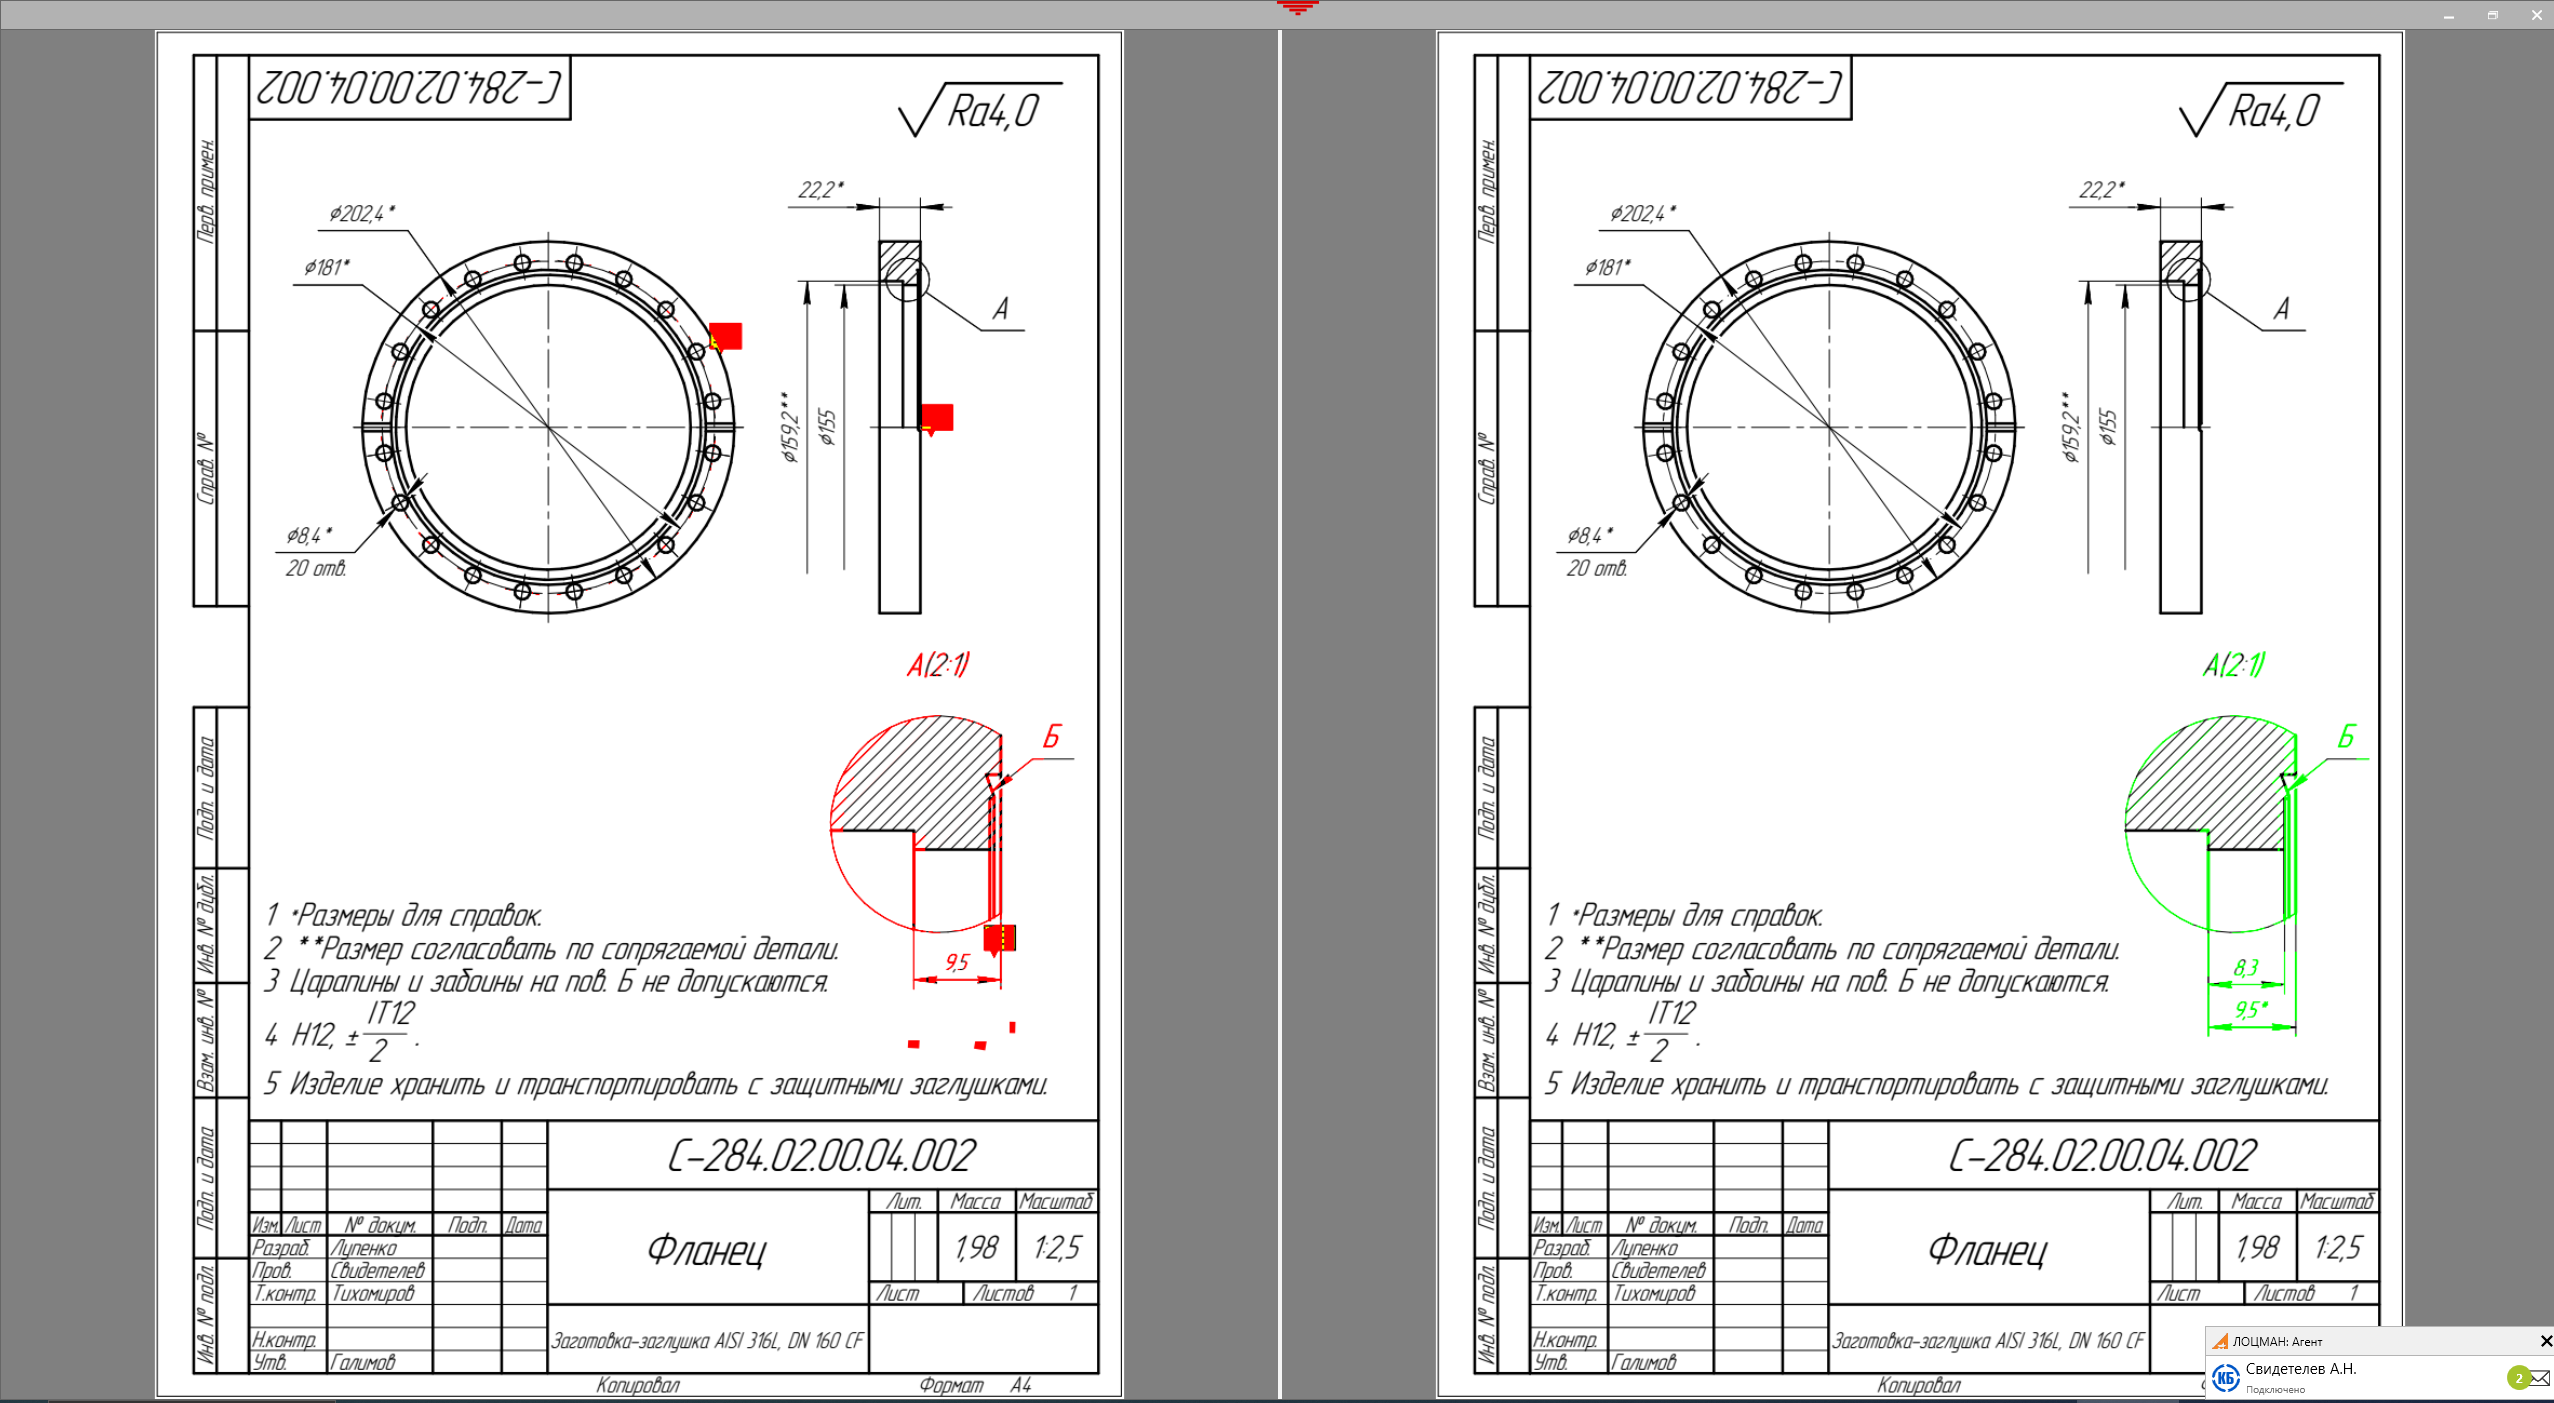 С-284.02.00.04.002
Ra4,0
Перв. примен.
Справ. №
Подп. и дата
Инв. № дубл.
Взам. инв. №
Подп. и дата
Инв. № подл.
22,2*
⌀202,4*
⌀181*
А
⌀159,2**
⌀155
⌀8,4*
20 отв.
А(2:1)
Б
9,5
1 *Размеры для справок.
2 **Размер согласовать по сопрягаемой детали.
3 Царапины и забоины на пов. Б не допускаются.
4 H12, ±IT12/2.
5 Изделие хранить и транспортировать с защитными заглушками.
С-284.02.00.04.002
Лит. Масса Масштаб
Изм. Лист № докум. Подп. Дата
Разраб. Лупенко
Фланец
1,98 1:2,5
Пров. Свидетелев
Т.контр. Тихомиров
Лист Листов 1
Н.контр.
Заготовка-заглушка AISI 316L, DN 160 CF
Утв. Галимов
Копировал Формат А4
С-284.02.00.04.002
Ra4,0
Перв. примен.
Справ. №
Подп. и дата
Инв. № дубл.
Взам. инв. №
Подп. и дата
Инв. № подл.
22,2*
⌀202,4*
⌀181*
А
⌀159,2**
⌀155
⌀8,4*
20 отв.
А(2:1)
Б
8,3
9,5*
1 *Размеры для справок.
2 **Размер согласовать по сопрягаемой детали.
3 Царапины и забоины на пов. Б не допускаются.
4 H12, ±IT12/2.
5 Изделие хранить и транспортировать с защитными заглушками.
С-284.02.00.04.002
Лит. Масса Масштаб
Изм. Лист № докум. Подп. Дата
Разраб. Лупенко
Фланец
1,98 1:2,5
Пров. Свидетелев
Т.контр. Тихомиров
Лист Листов 1
Н.контр.
Заготовка-заглушка AISI 316L, DN 160 CF
Утв. Галимов
Копировал
ЛОЦМАН: Агент
КБ
Свидетелев А.Н.
Подключено
2